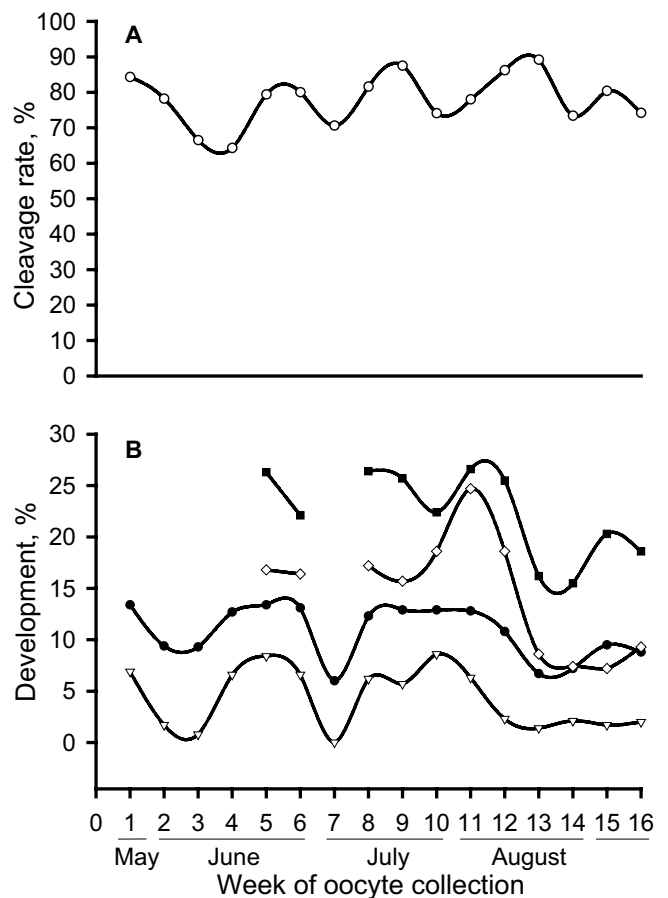 A
Cleavage rate, %
100
90
80
70
60
50
40
30
20
10
0
B
Development, %
30
25
20
15
10
5
0
0 1 2 3 4 5 6 7 8 9 10 11 12 13 14 15 16
May June July August
Week of oocyte collection